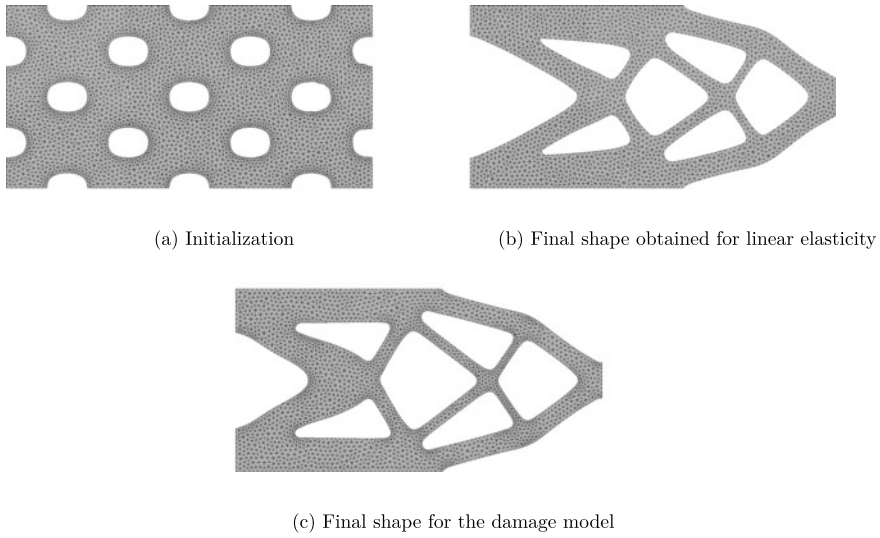 (a) Initialization
(b) Final shape obtained for linear elasticity
(c) Final shape for the damage model